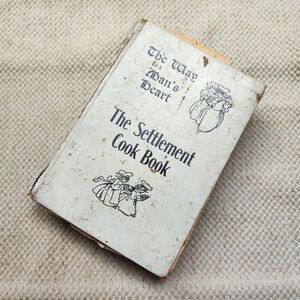 The Way
to a
Man's
Heart
The Settlement
Cook Book